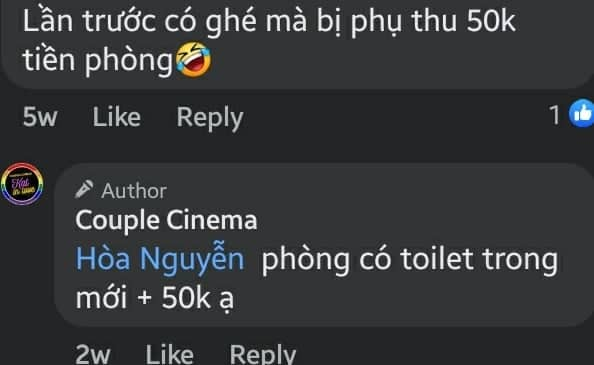 Lần trước có ghé mà bị phụ thu 50k
tiền phòng🤣
5w Like Reply 1
Author
Couple Cinema
Hòa Nguyễn phòng có toilet trong
mới + 50k ạ
2w Like Reply